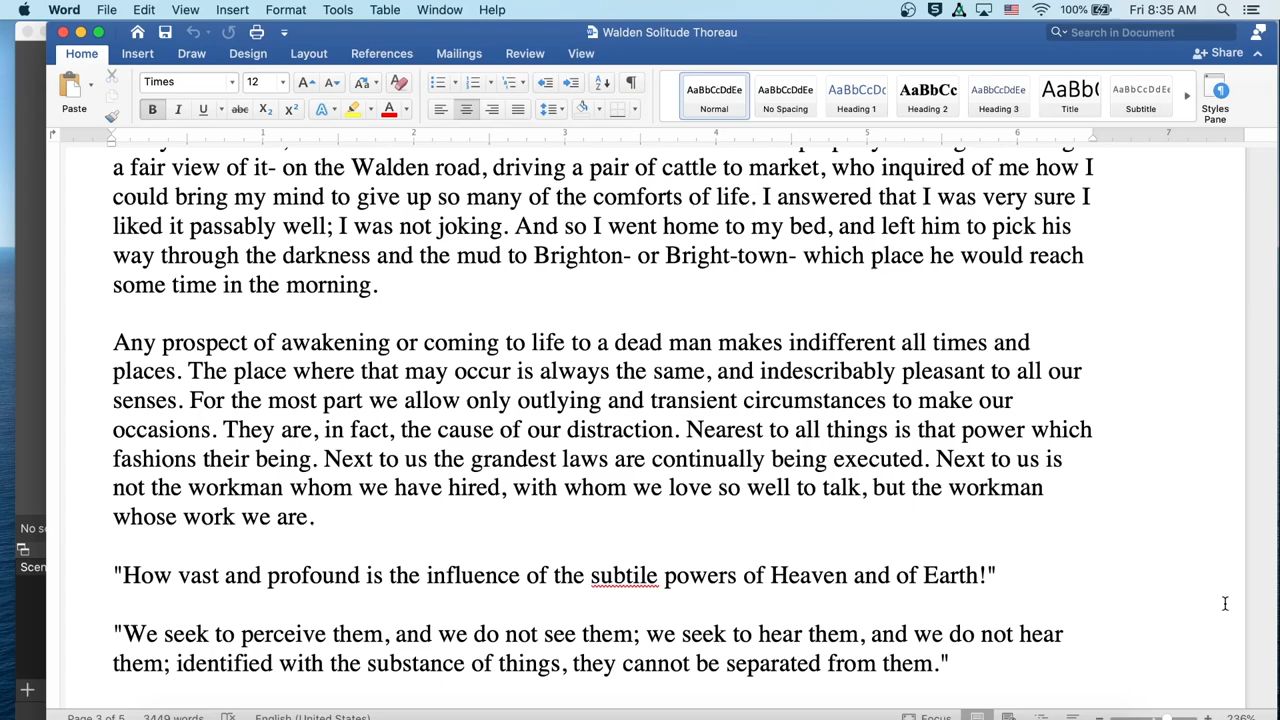 Word File Edit View Insert Format Tools Table Window Help 100% Fri 8:35 AM
Walden Solitude Thoreau Search in Document
Home Insert Draw Design Layout References Mailings Review View Share
Paste Times 12 B I U abc X2 X2 A A
AaBbCcDdEe AaBbCcDdEe AaBbCcDc AaBbCc AaBbCcDdEe AaBb( AaBbCcDdEe
Normal No Spacing Heading 1 Heading 2 Heading 3 Title Subtitle Styles Pane
1 2 3 4 5 6 7
a fair view of it- on the Walden road, driving a pair of cattle to market, who inquired of me how I
could bring my mind to give up so many of the comforts of life. I answered that I was very sure I
liked it passably well; I was not joking. And so I went home to my bed, and left him to pick his
way through the darkness and the mud to Brighton- or Bright-town- which place he would reach
some time in the morning.
Any prospect of awakening or coming to life to a dead man makes indifferent all times and
places. The place where that may occur is always the same, and indescribably pleasant to all our
senses. For the most part we allow only outlying and transient circumstances to make our
occasions. They are, in fact, the cause of our distraction. Nearest to all things is that power which
fashions their being. Next to us the grandest laws are continually being executed. Next to us is
not the workman whom we have hired, with whom we love so well to talk, but the workman
whose work we are.
"How vast and profound is the influence of the subtile powers of Heaven and of Earth!"
"We seek to perceive them, and we do not see them; we seek to hear them, and we do not hear
them; identified with the substance of things, they cannot be separated from them."
No s
Scen
Page 3 of 5 3449 words English (United States) Focus 236%